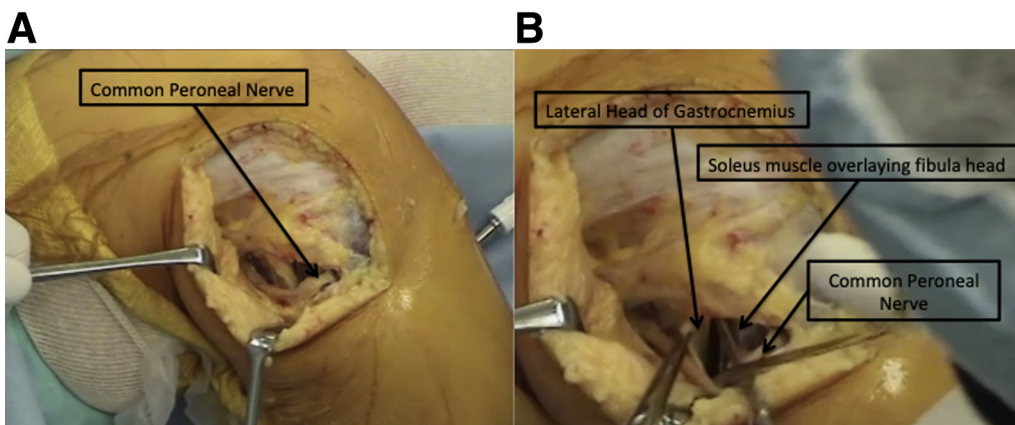 A
B
Common Peroneal Nerve
Lateral Head of Gastrocnemius
Soleus muscle overlaying fibula head
Common Peroneal
Nerve